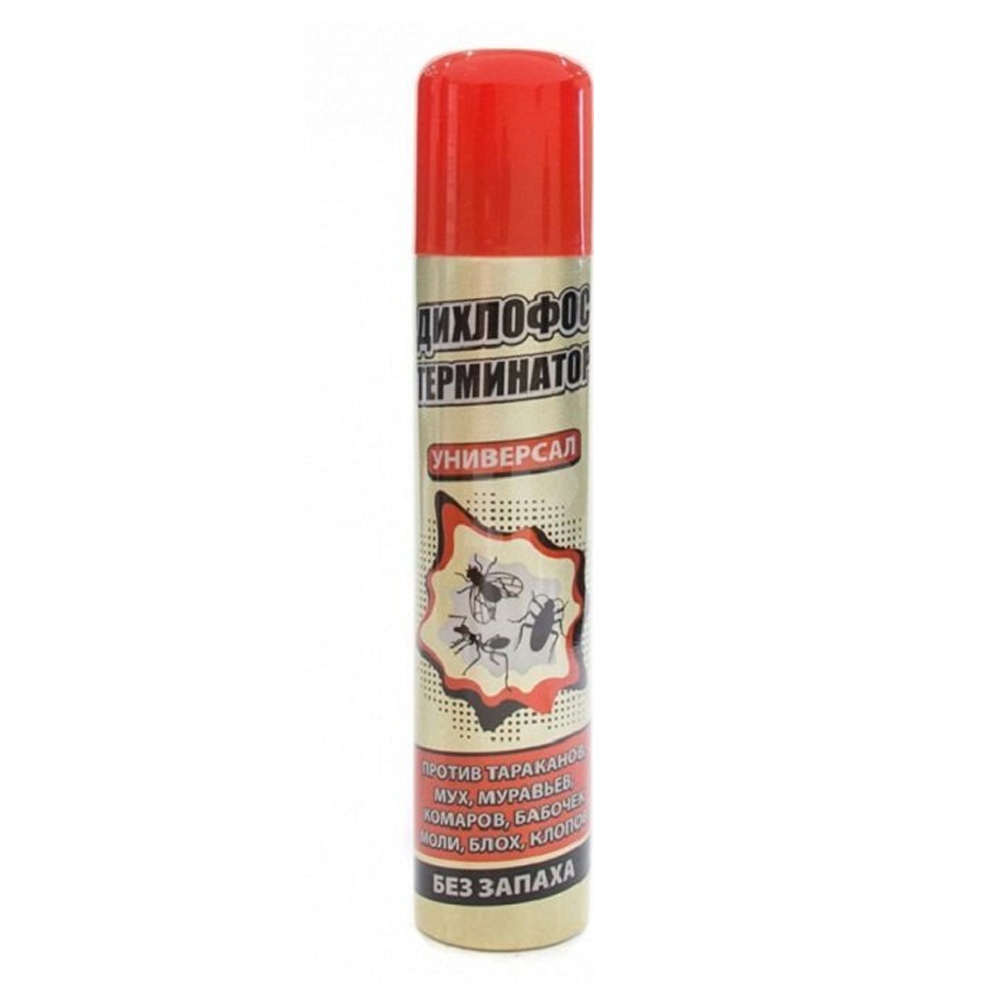 ДИХЛОФОС
ТЕРМИНАТОР
УНИВЕРСАЛ
ПРОТИВ ТАРАКАНОВ,
МУХ, МУРАВЬЕВ,
КОМАРОВ, БАБОЧЕК
МОЛИ, БЛОХ, КЛОПОВ
БЕЗ ЗАПАХА